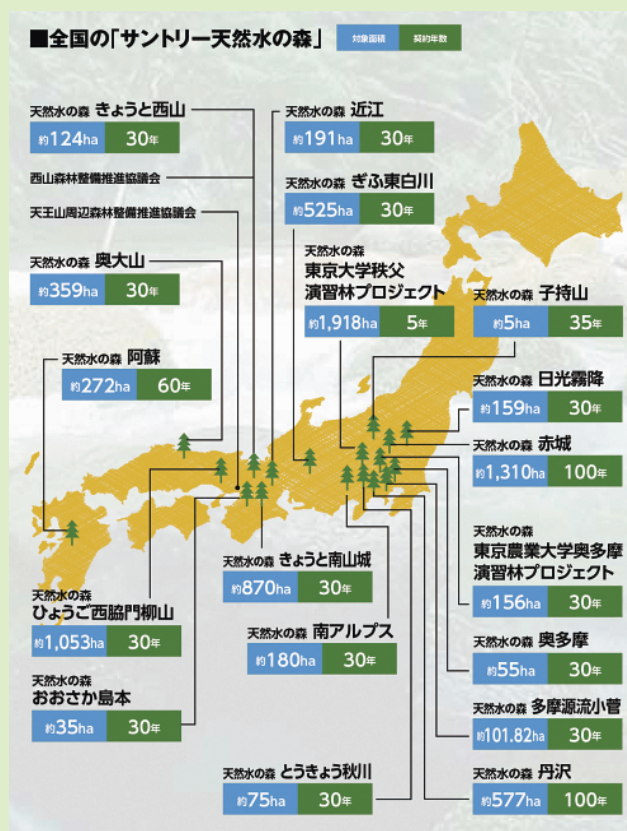 ■全国の「サントリー天然水の森」
対象面積 契約年数
天然水の森 きょうと西山
約124ha 30年
西山森林整備推進協議会
天王山周辺森林整備推進協議会
天然水の森 奥大山
約359ha 30年
天然水の森 阿蘇
約272ha 60年
天然水の森 近江
約191ha 30年
天然水の森 ぎふ東白川
約525ha 30年
天然水の森
東京大学秩父
演習林プロジェクト
約1,918ha 5年
天然水の森 子持山
約5ha 35年
天然水の森 日光霧降
約159ha 30年
天然水の森 赤城
約1,310ha 100年
天然水の森
東京農業大学奥多摩
演習林プロジェクト
約156ha 30年
天然水の森 奥多摩
約55ha 30年
天然水の森 多摩源流小菅
約101.82ha 30年
天然水の森 丹沢
約577ha 100年
天然水の森 きょうと南山城
約870ha 30年
天然水の森 南アルプス
約180ha 30年
天然水の森
ひょうご西脇門柳山
約1,053ha 30年
天然水の森
おおさか島本
約35ha 30年
天然水の森 とうきょう秋川
約75ha 30年